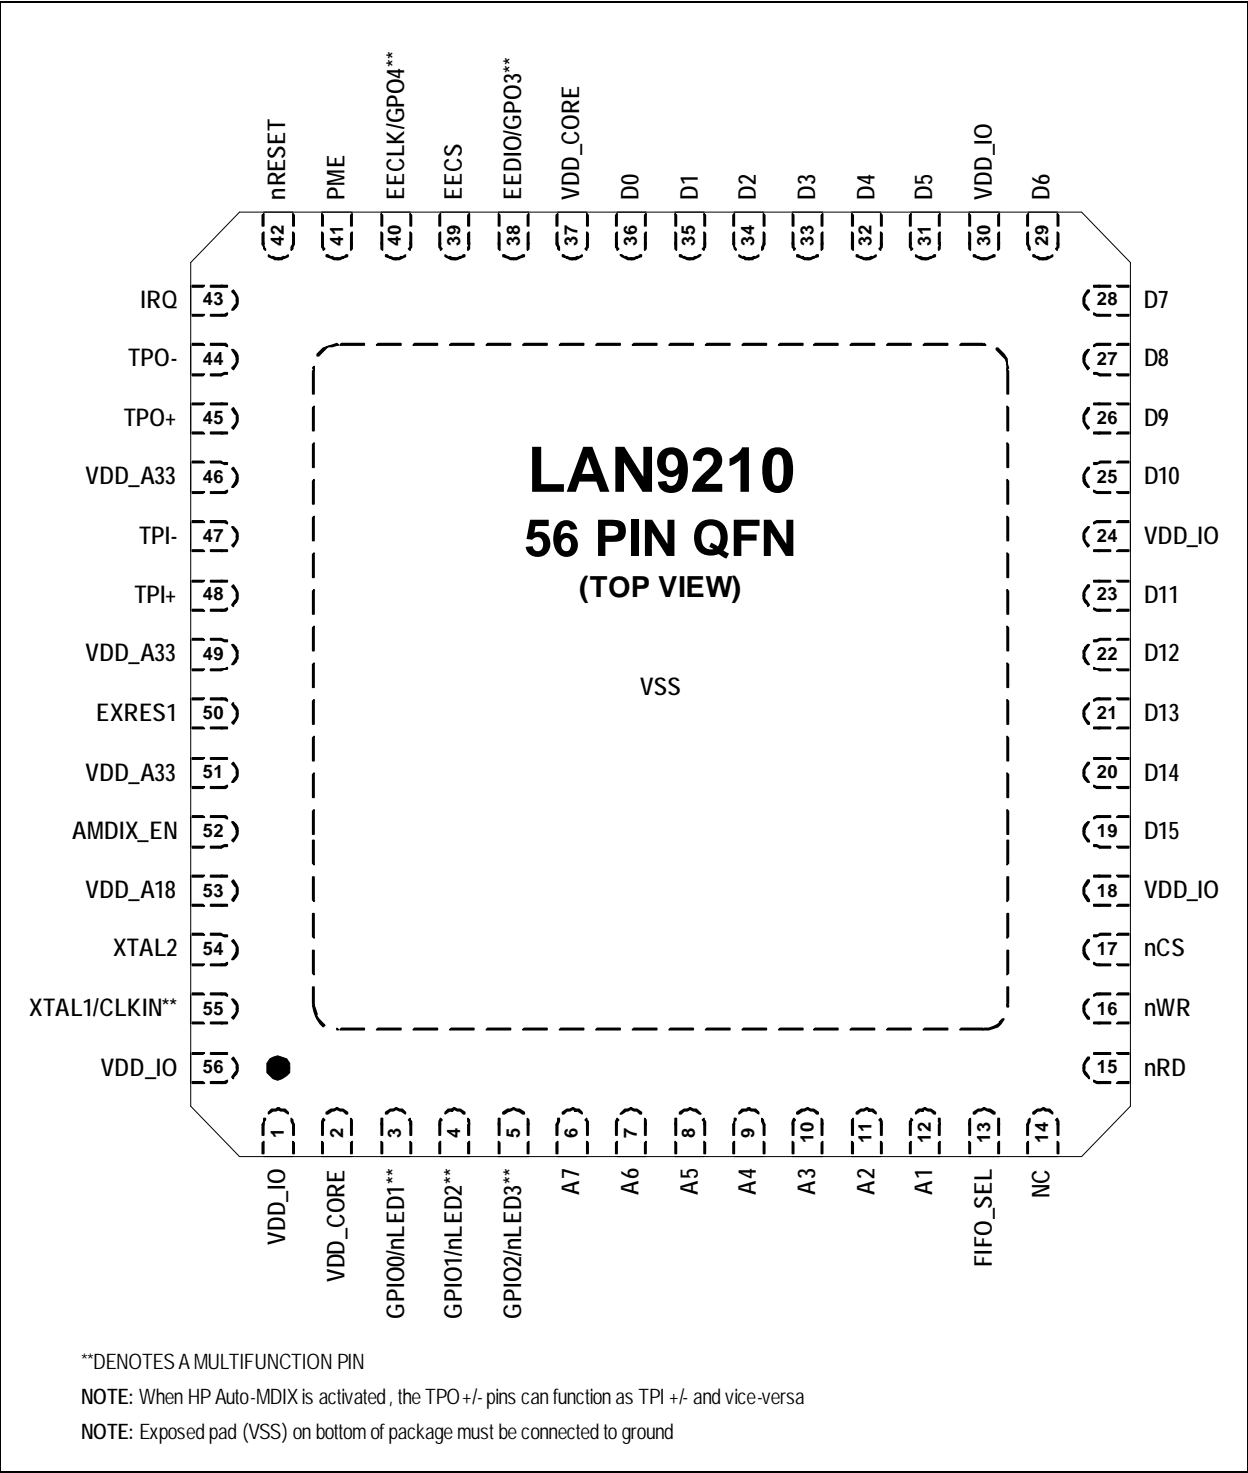 nRESET
PME
EECLK/GPO4**
EECS
EEDIO/GPO3**
VDD_CORE
D0
D1
D2
D3
D4
D5
VDD_IO
D6
42
41
40
39
38
37
36
35
34
33
32
31
30
29
IRQ 43
TPO- 44
TPO+ 45
VDD_A33 46
TPI- 47
TPI+ 48
VDD_A33 49
EXRES1 50
VDD_A33 51
AMDIX_EN 52
VDD_A18 53
XTAL2 54
XTAL1/CLKIN** 55
VDD_IO 56
LAN9210
56 PIN QFN
(TOP VIEW)
VSS
28 D7
27 D8
26 D9
25 D10
24 VDD_IO
23 D11
22 D12
21 D13
20 D14
19 D15
18 VDD_IO
17 nCS
16 nWR
15 nRD
1
2
3
4
5
6
7
8
9
10
11
12
13
14
VDD_IO
VDD_CORE
GPIO0/nLED1**
GPIO1/nLED2**
GPIO2/nLED3**
A7
A6
A5
A4
A3
A2
A1
FIFO_SEL
NC
**DENOTES A MULTIFUNCTION PIN
NOTE: When HP Auto-MDIX is activated, the TPO+/- pins can function as TPI +/- and vice-versa
NOTE: Exposed pad (VSS) on bottom of package must be connected to ground